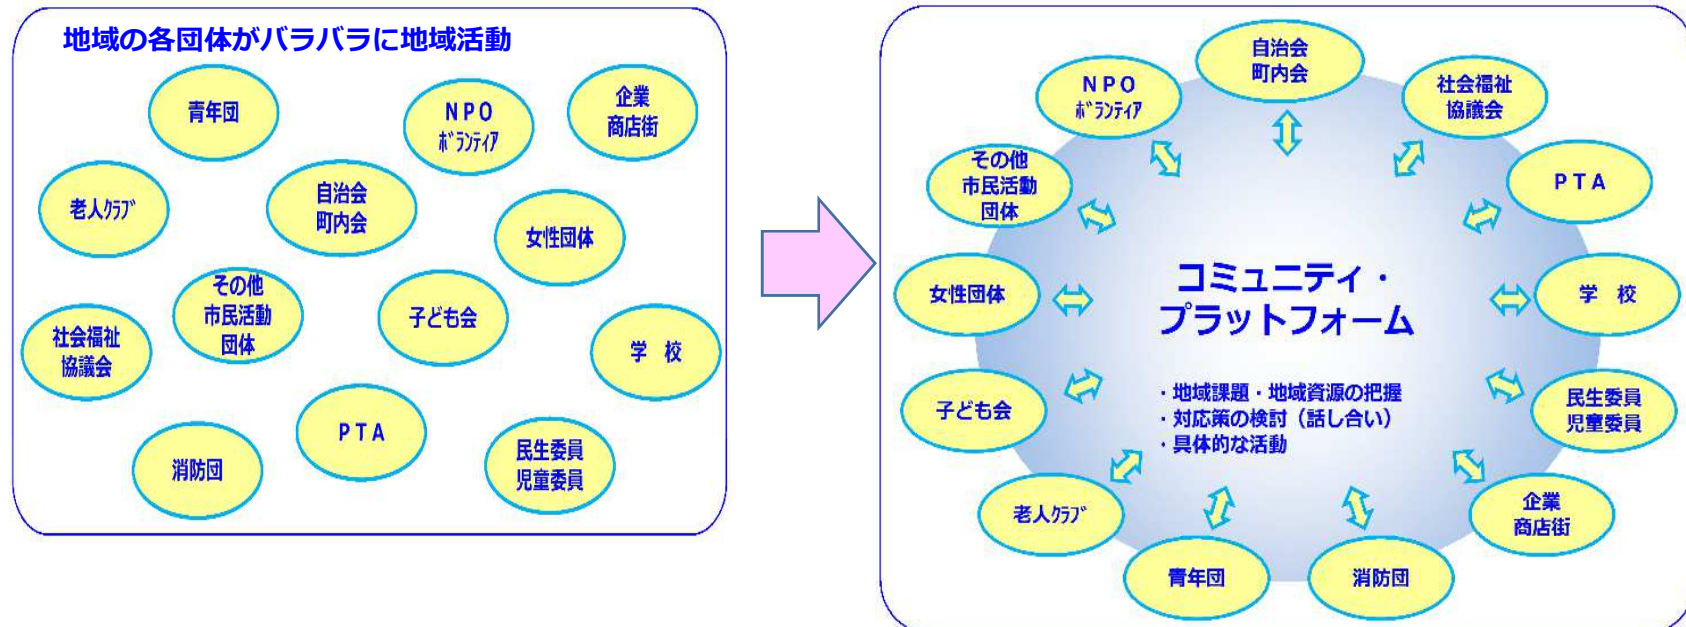 地域の各団体がバラバラに地域活動
青年団
ＮＰＯ
ﾎﾞﾗﾝﾃｨｱ
企業
商店街
老人ｸﾗﾌﾞ
自治会
町内会
女性団体
その他
市民活動
団体
子ども会
社会福祉
協議会
学　校
ＰＴＡ
消防団
民生委員
児童委員
自治会
町内会
ＮＰＯ
ﾎﾞﾗﾝﾃｨｱ
社会福祉
協議会
その他
市民活動
団体
ＰＴＡ
女性団体
コミュニティ・
プラットフォーム
学　校
子ども会
・地域課題・地域資源の把握
・対応策の検討（話し合い）
・具体的な活動
民生委員
児童委員
老人ｸﾗﾌﾞ
企業
商店街
青年団
消防団